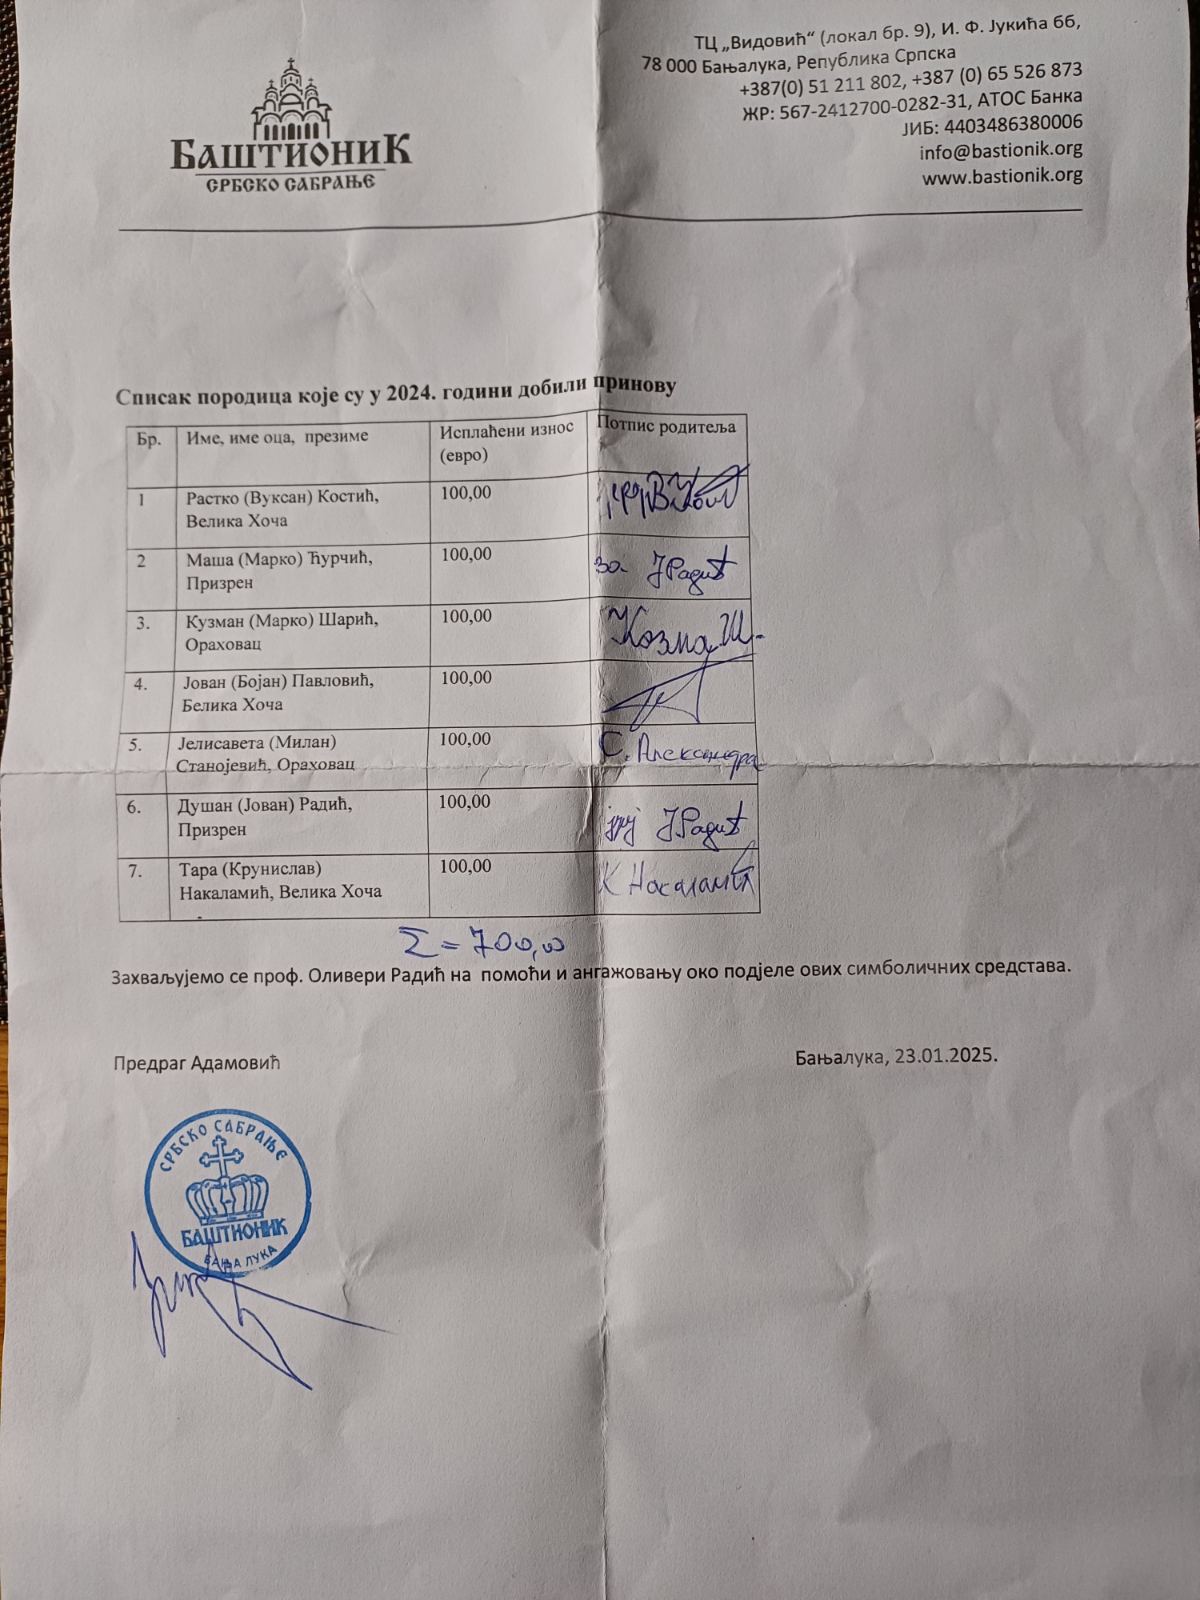 БАШТИОНИК
СРБСКО САБРАЊЕ
ТЦ „Видовић“ (локал бр. 9), И. Ф. Јукића бб,
78 000 Бањалука, Република Српска
+387(0) 51 211 802, +387 (0) 65 526 873
ЖР: 567-2412700-0282-31, АТОС Банка
ЈИБ: 4403486380006
info@bastionik.org
www.bastionik.org
Списак породица које су у 2024. години добили принову
Бр. Име, име оца, презиме Исплаћени износ Потпис родитеља
(евро)
1 Растко (Вуксан) Костић, 100,00
Велика Хоча
2 Маша (Марко) Ћурчић, 100,00 за ЈРадић
Призрен
3. Кузман (Марко) Шарић, 100,00 Козма Ш.
Ораховац
4. Јован (Бојан) Павловић, 100,00
Белика Хоча
5. Јелисавета (Милан) 100,00 С. Александра
Станојевић, Ораховац
6. Душан (Јован) Радић, 100,00 ЈРадић
Призрен
7. Тара (Крунислав) 100,00 К Накаламић
Накаламић, Велика Хоча
Σ = 700,00
Захваљујемо се проф. Оливери Радић на помоћи и ангажовању око подјеле ових симболичних средстава.
Предраг Адамовић Бањалука, 23.01.2025.
СРБСКО САБРАЊЕ
БАШТИОНИК
БАЊА ЛУКА